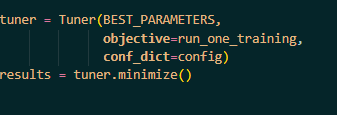 tuner = Tuner(BEST_PARAMETERS,
objective=run_one_training,
conf_dict=config)
results = tuner.minimize()